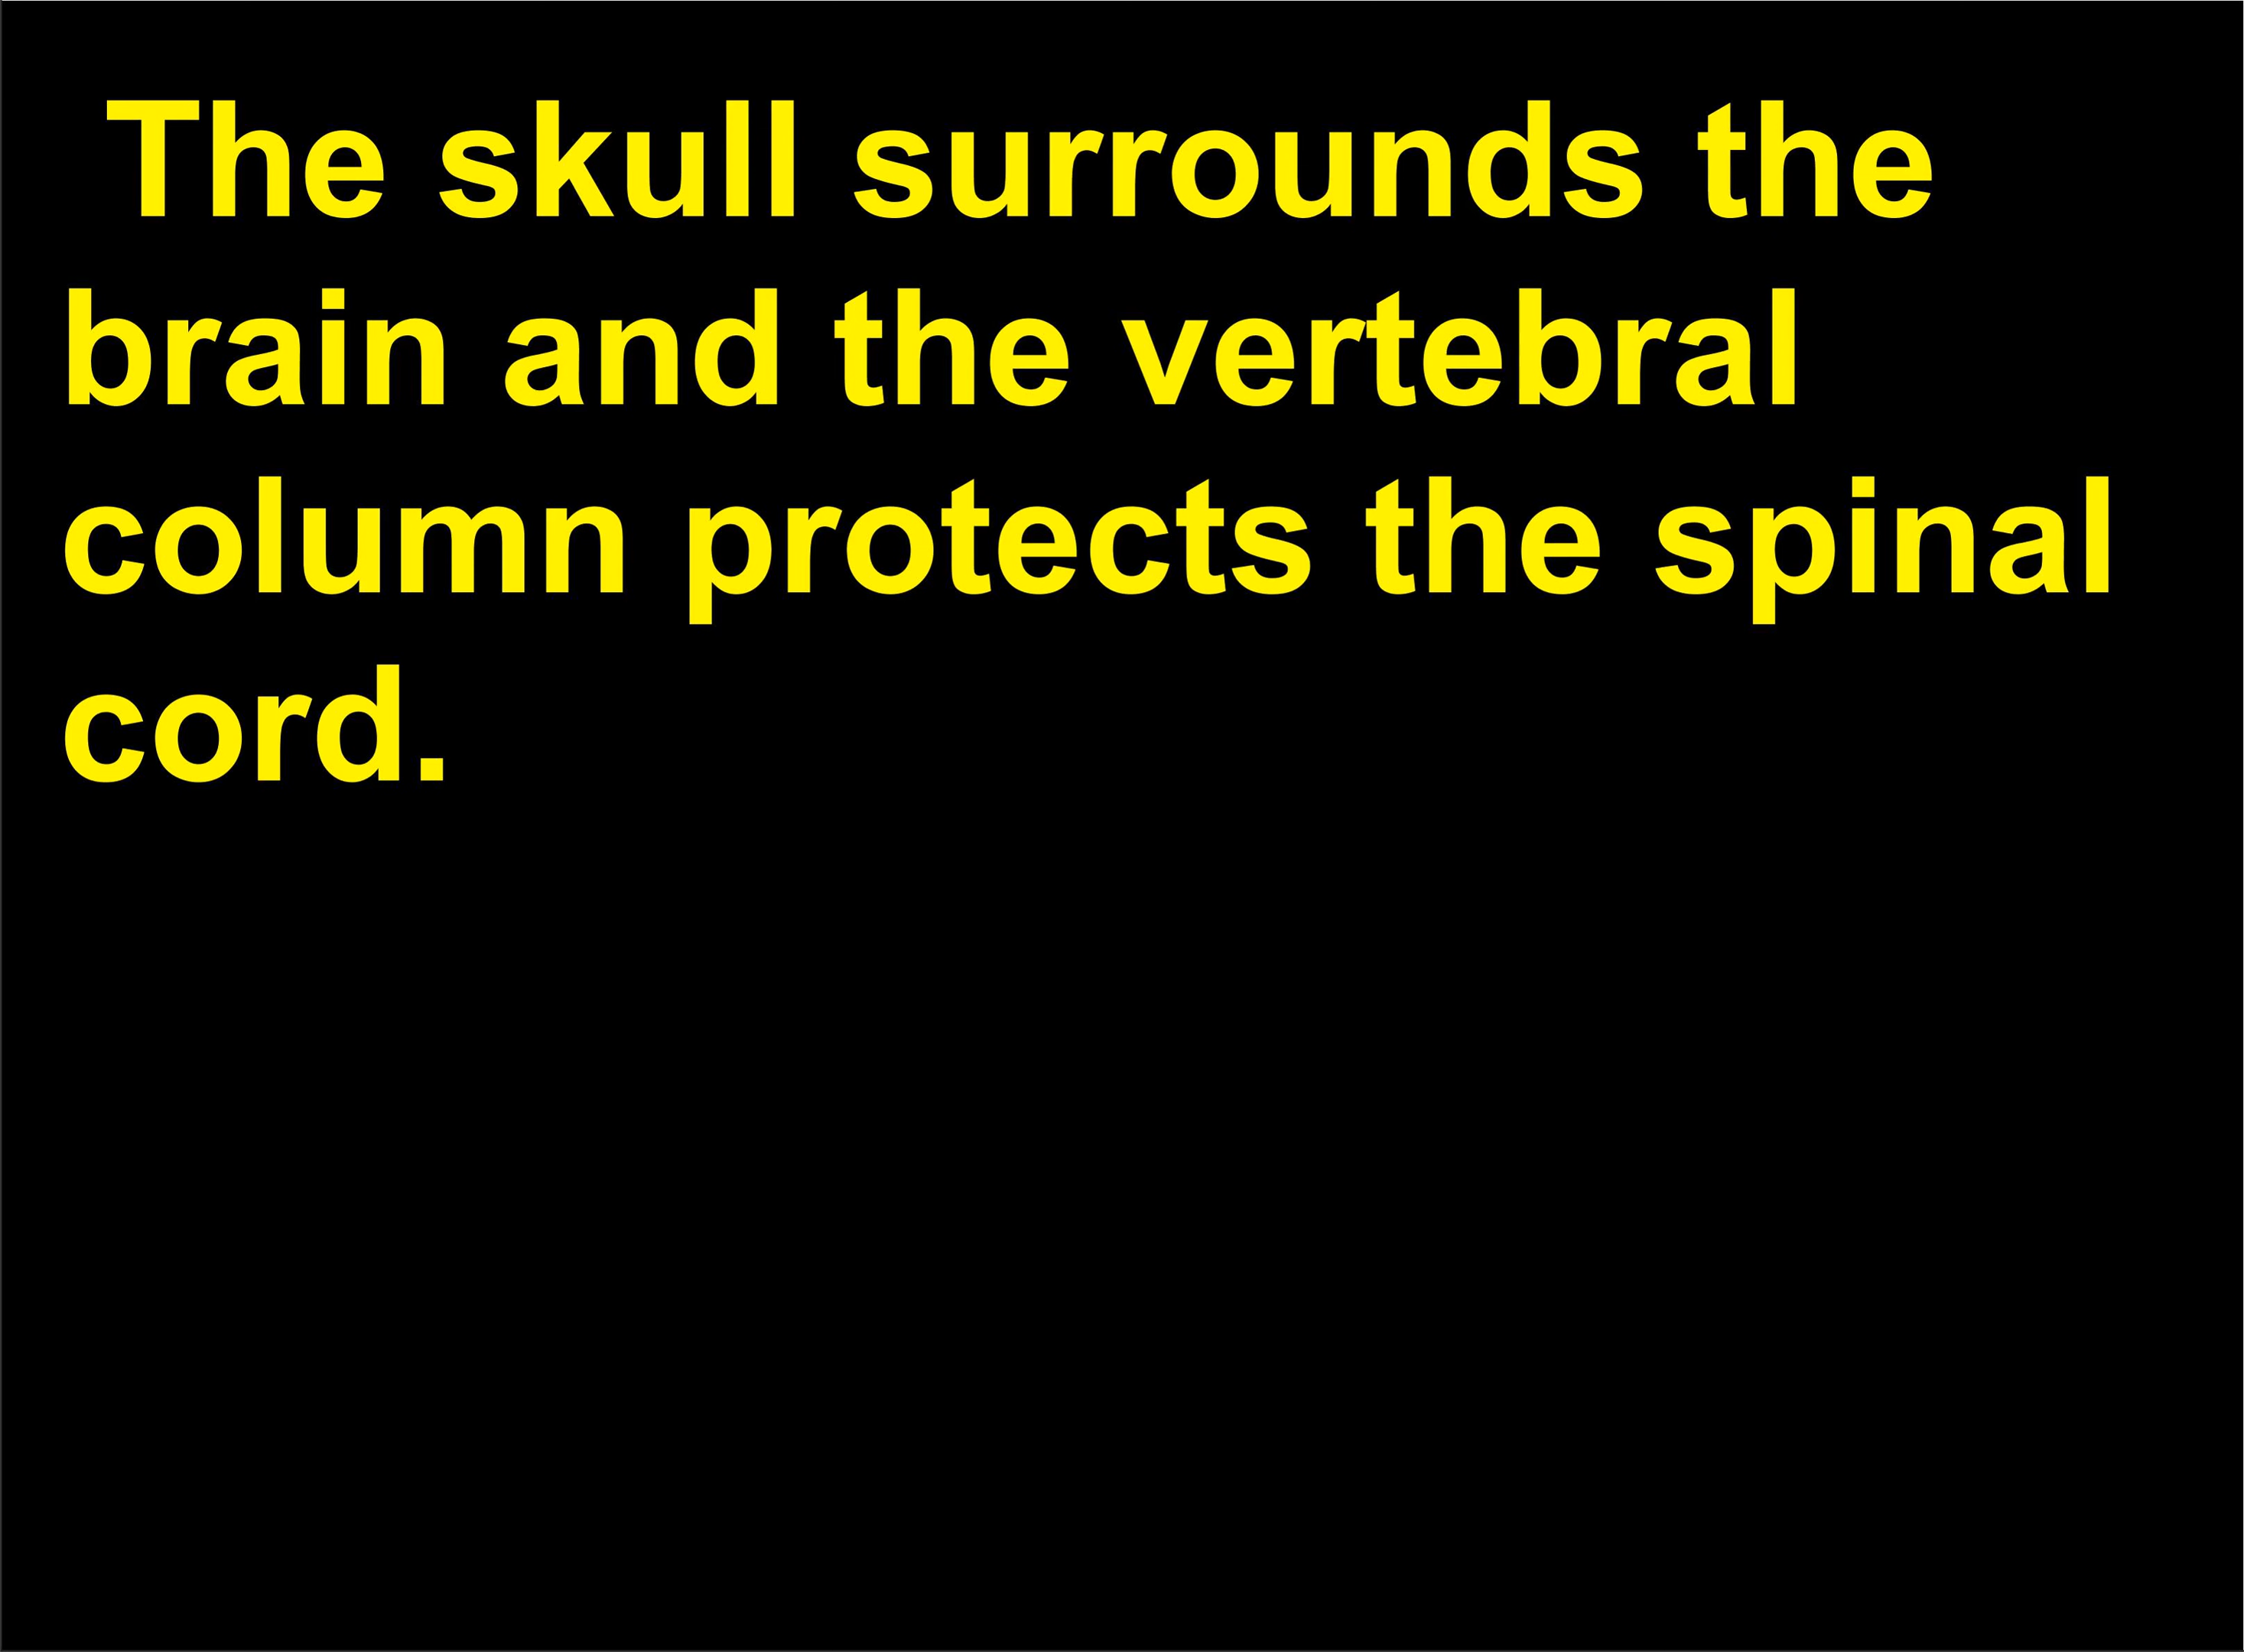 The skull surrounds the
brain and the vertebral
column protects the spinal
cord.